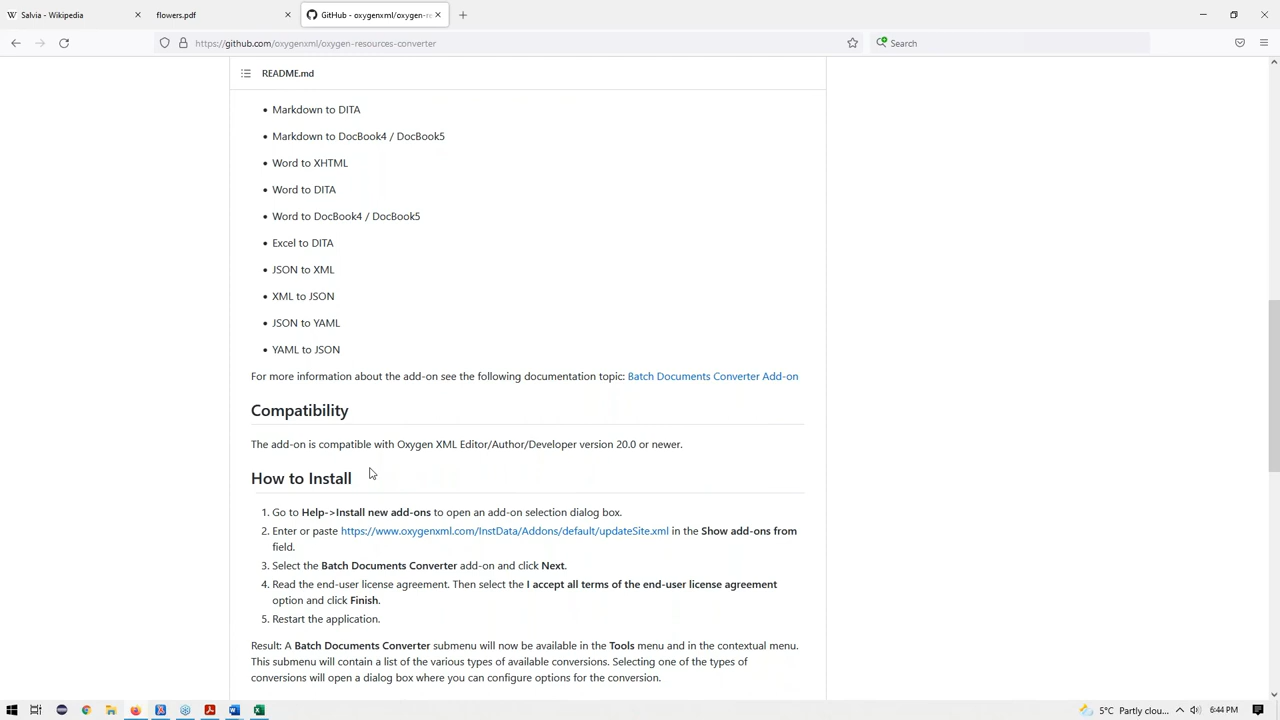 Salvia - Wikipedia
flowers.pdf
GitHub - oxygenxml/oxygen-re
https://github.com/oxygenxml/oxygen-resources-converter
Search
README.md
Markdown to DITA
Markdown to DocBook4 / DocBook5
Word to XHTML
Word to DITA
Word to DocBook4 / DocBook5
Excel to DITA
JSON to XML
XML to JSON
JSON to YAML
YAML to JSON
For more information about the add-on see the following documentation topic: Batch Documents Converter Add-on
Compatibility
The add-on is compatible with Oxygen XML Editor/Author/Developer version 20.0 or newer.
How to Install
1. Go to Help->Install new add-ons to open an add-on selection dialog box.
2. Enter or paste https://www.oxygenxml.com/InstData/Addons/default/updateSite.xml in the Show add-ons from
field.
3. Select the Batch Documents Converter add-on and click Next.
4. Read the end-user license agreement. Then select the I accept all terms of the end-user license agreement
option and click Finish.
5. Restart the application.
Result: A Batch Documents Converter submenu will now be available in the Tools menu and in the contextual menu.
This submenu will contain a list of the various types of available conversions. Selecting one of the types of
conversions will open a dialog box where you can configure options for the conversion.
5°C Partly clou...
6:44 PM